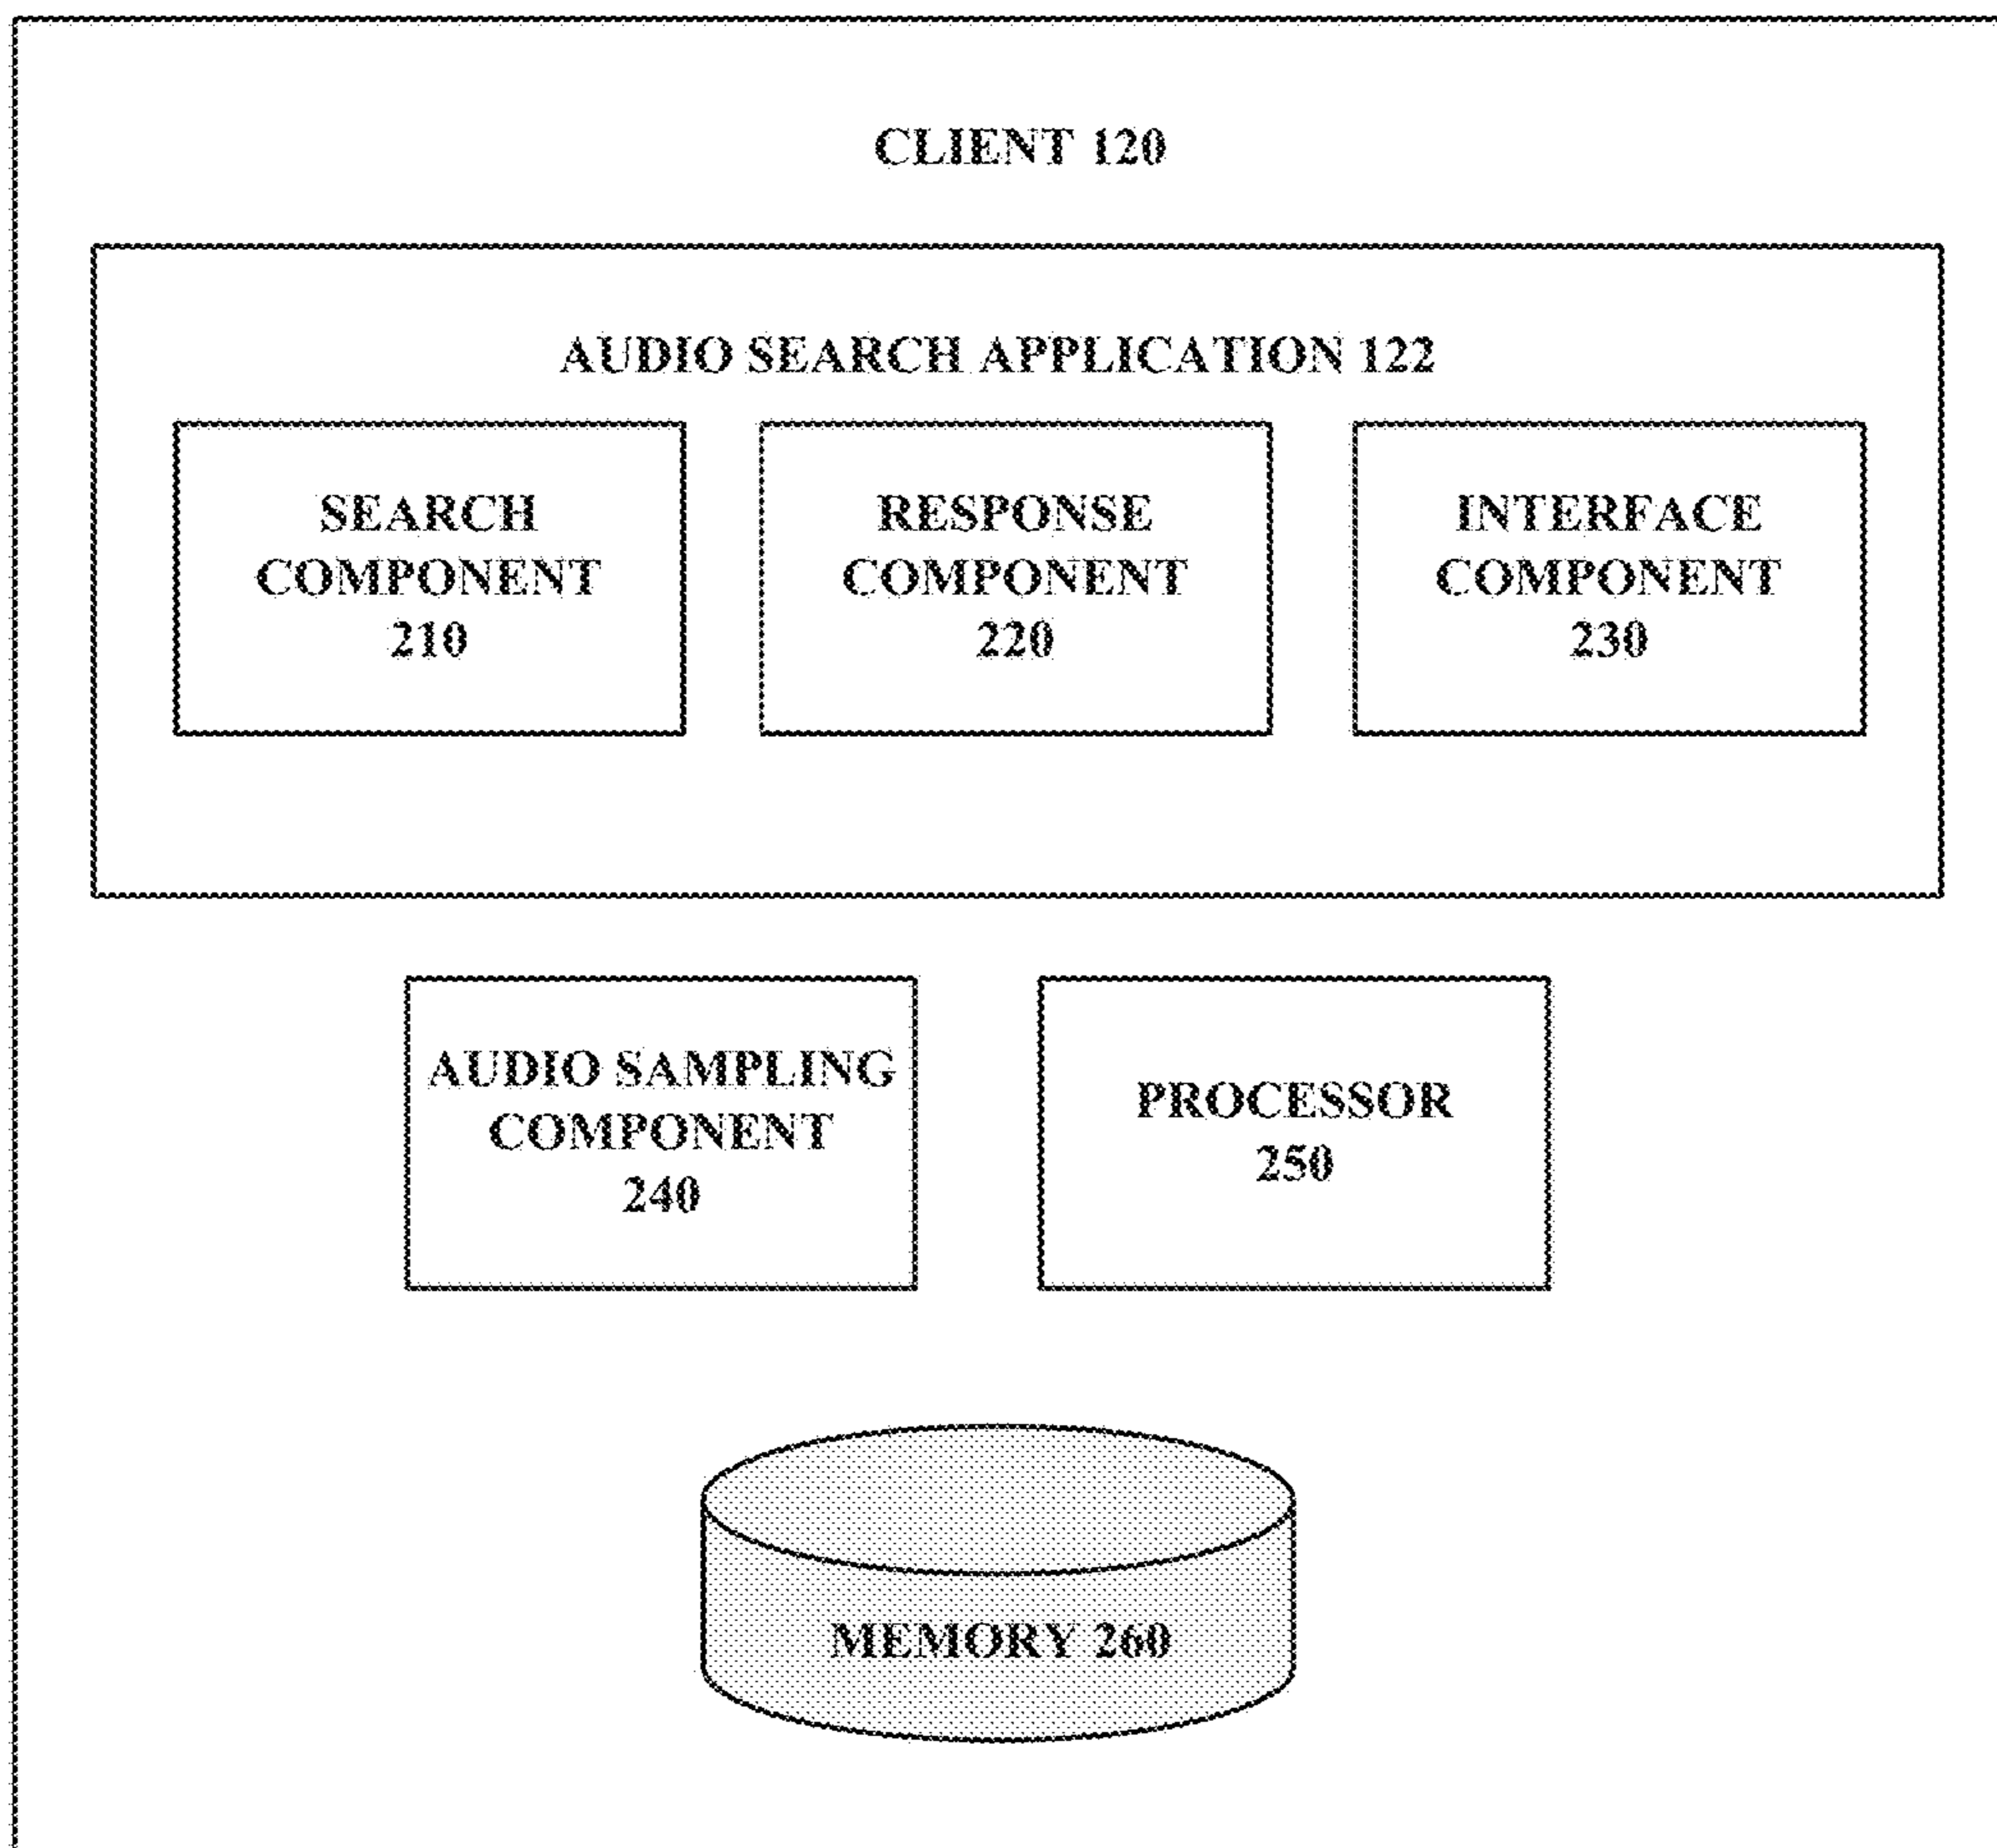 CLIENT 120
AUDIO SEARCH APPLICATION 122
SEARCH
COMPONENT
210
RESPONSE
COMPONENT
220
INTERFACE
COMPONENT
230
AUDIO SAMPLING
COMPONENT
240
PROCESSOR
250
MEMORY 260